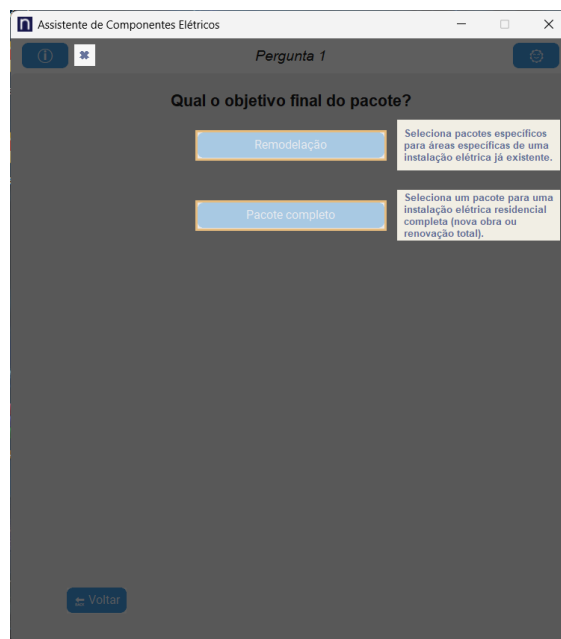 Assistente de Componentes Elétricos
Pergunta 1
Qual o objetivo final do pacote?
Remodelação
Seleciona pacotes específicos
para áreas específicas de uma
instalação elétrica já existente.
Pacote completo
Seleciona um pacote para uma
instalação elétrica residencial
completa (nova obra ou
renovação total).
Voltar